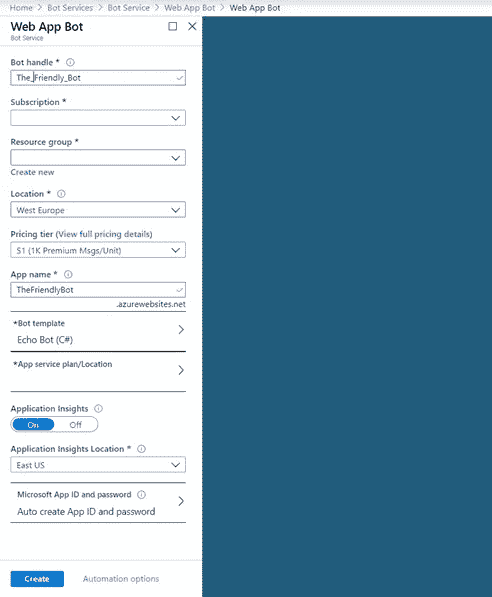 Home > Bot Services > Bot Service > Web App Bot > Web App Bot
Web App Bot
Bot Service
Bot handle *
The_Friendly_Bot
Subscription *
Resource group *
Create new
Location *
West Europe
Pricing tier (View full pricing details)
S1 (1K Premium Msgs/Unit)
App name *
TheFriendlyBot
.azurewebsites.net
*Bot template
Echo Bot (C#)
*App service plan/Location
Application Insights
On Off
Application Insights Location *
East US
Microsoft App ID and password
Auto create App ID and password
Create Automation options